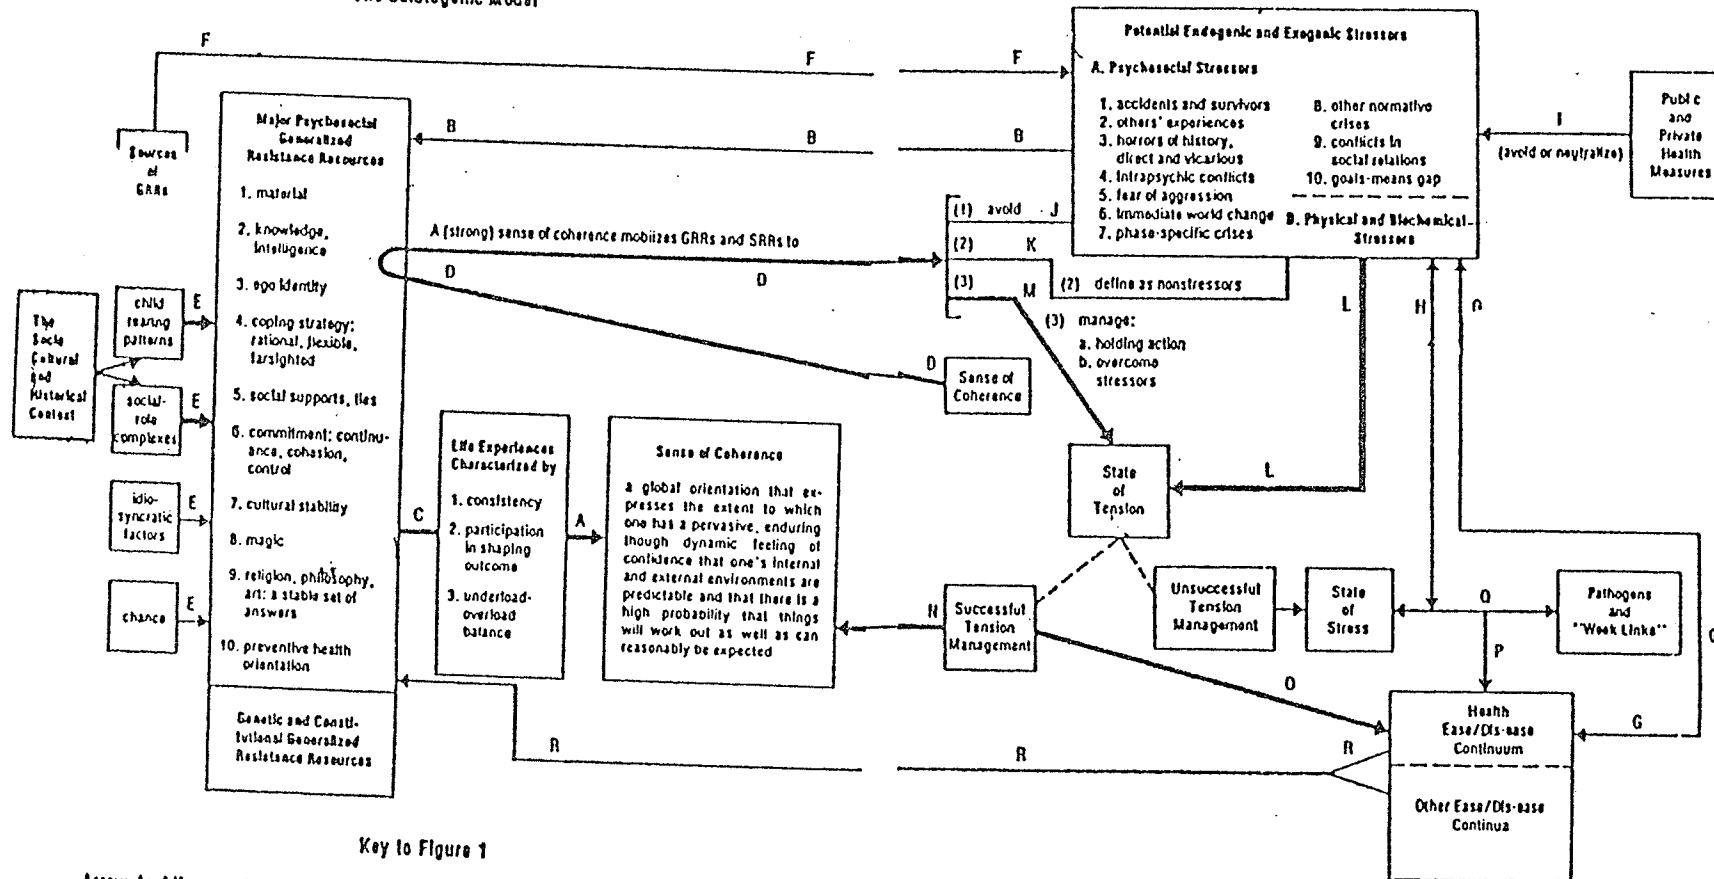 F
F
F
Sources
of
GRRs
Major Psychosocial
Generalized
Resistance Resources
1. material
2. knowledge,
intelligence
3. ego identity
4. coping strategy:
rational, flexible,
farsighted
5. social supports, ties
6. commitment: continu-
ance, cohesion,
control
7. cultural stability
8. magic
9. religion, philosophy,
art: a stable set of
answers
10. preventive health
orientation
Genetic and Consti-
tutional Generalized
Resistance Resources
The
Socio
Cultural
and
Historical
Context
child
rearing
patterns
E
social-
role
complexes
E
idio-
syncratic
factors
E
chance
E
B
B
B
A (strong) sense of coherence mobilizes GRRs and SRRs to
D
D
D
Sense of
Coherence
C
Life Experiences
Characterized by
1. consistency
2. participation
in shaping
outcome
3. underload-
overload
balance
A
Sense of Coherence
a global orientation that ex-
presses the extent to which
one has a pervasive, enduring
though dynamic feeling of
confidence that one's internal
and external environments are
predictable and that there is a
high probability that things
will work out as well as can
reasonably be expected
Potential Endogenic and Exogenic Stressors
A. Psychosocial Stressors
1. accidents and survivors
2. others' experiences
3. horrors of history,
direct and vicarious
4. intrapsychic conflicts
5. fear of aggression
6. immediate world change
7. phase-specific crises
8. other normative
crises
9. conflicts in
social relations
10. goals-means gap
B. Physical and Biochemical
Stressors
I
(avoid or neutralize)
Public
and
Private
Health
Measures
(1) avoid J
(2) K
(3) M
(2) define as nonstressors
(3) manage:
a. holding action
b. overcome
stressors
L
H
L
State
of
Tension
N
Successful
Tension
Management
Unsuccessful
Tension
Management
State
of
Stress
Q
Pathogens
and
"Weak Links"
P
O
G
Health
Ease/Dis-ease
Continuum
Other Ease/Dis-ease
Continua
R
R
R
Key to Figure 1